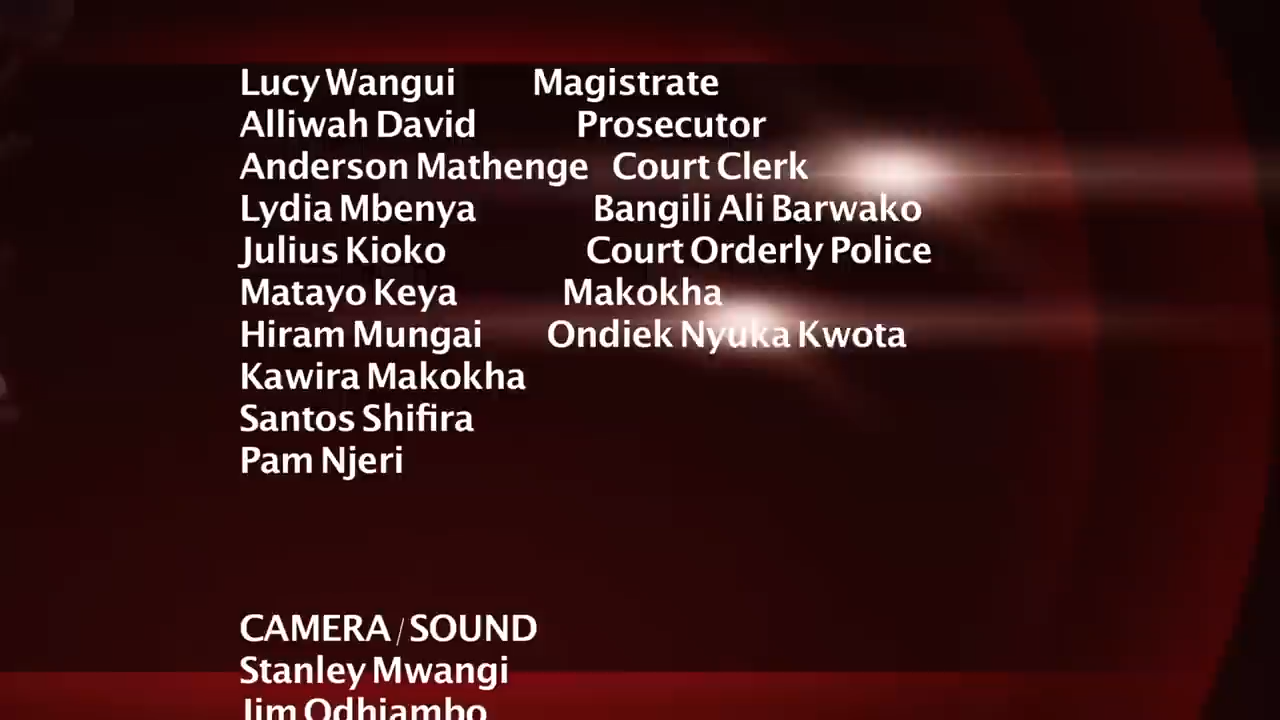 Lucy Wangui Magistrate
Alliwah David Prosecutor
Anderson Mathenge Court Clerk
Lydia Mbenya Bangili Ali Barwako
Julius Kioko Court Orderly Police
Matayo Keya Makokha
Hiram Mungai Ondiek Nyuka Kwota
Kawira Makokha
Santos Shifira
Pam Njeri
CAMERA/SOUND
Stanley Mwangi
Jim Odhiambo